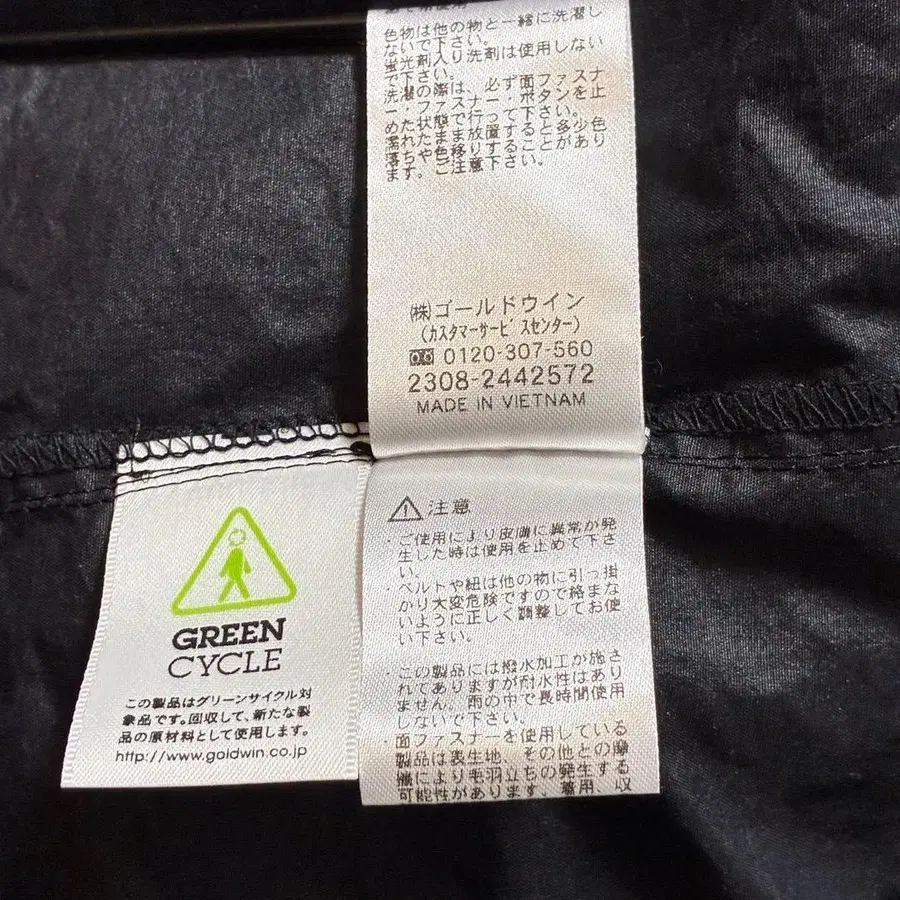 色物は他の物と一緒に洗濯し
ないで下さい。
蛍光剤入り洗剤は使用しない
で下さい。
洗濯の際は、必ず面ファスナ
ー・ファスナー・ボタンを止
めた状態で行って下さい。
濡れたまま放置すると多少色
落ちや色移りすることがあり
ます。ご注意下さい。
㈱ゴールドウイン
(ｶｽﾀﾏｰｻｰﾋﾞｽｾﾝﾀｰ)
0120-307-560
2308-2442572
MADE IN VIETNAM
注意
・ご使用により皮膚に異常が発
生した時は使用を止めて下さ
い。
・ベルトや紐は他の物に引っ掛
かり大変危険ですので絡まな
いように正しく調整してお使
い下さい。
・この製品には撥水加工が施さ
れてありますが耐水性はあり
ません。雨の中で長時間使用
しないで下さい。
・面ファスナーを使用している
製品は表生地、その他との摩
擦により毛羽立ちの発生する
可能性があります。着用、収
GREEN
CYCLE
この製品はグリーンサイクル対
象品です。回収して、新たな製
品の原材料として使用します。
http://www.goldwin.co.jp